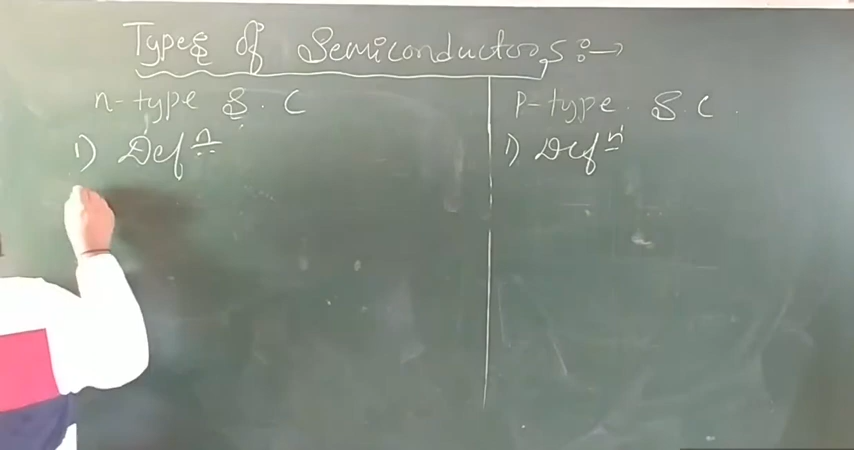 Types of Semiconductors :→
n-type S.C
1) Defⁿ
P-type S.C.
1) Defⁿ